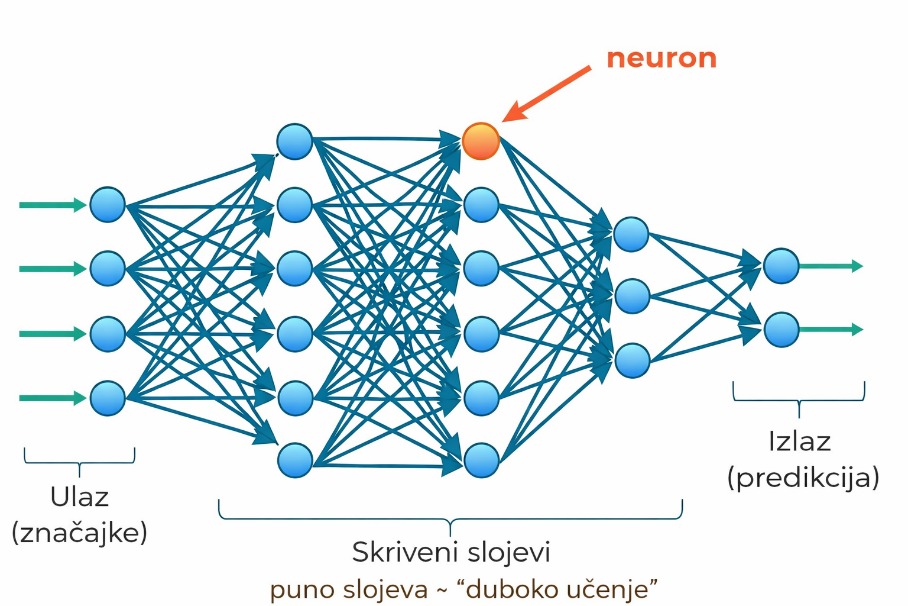 neuron
Ulaz
(značajke)
Skriveni slojevi
puno slojeva ~ “duboko učenje”
Izlaz
(predikcija)